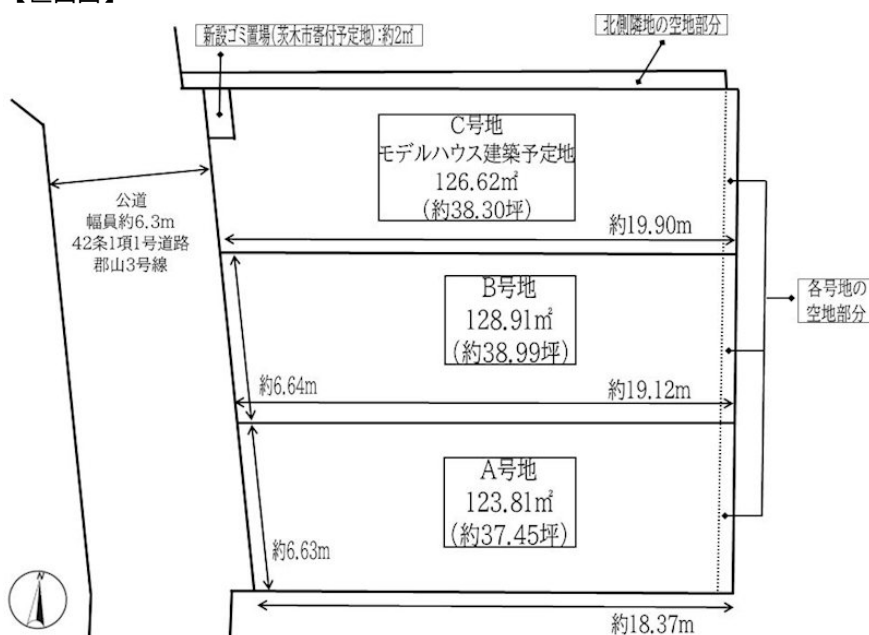 新設ゴミ置場(茨木市寄付予定地):約2㎡
北側隣地の空地部分
C号地
モデルハウス建築予定地
126.62㎡
(約38.30坪)
公道
幅員約6.3m
42条1項1号道路
郡山3号線
約19.90m
B号地
128.91㎡
(約38.99坪)
各号地の
空地部分
約6.64m
約19.12m
A号地
123.81㎡
(約37.45坪)
約6.63m
N
約18.37m